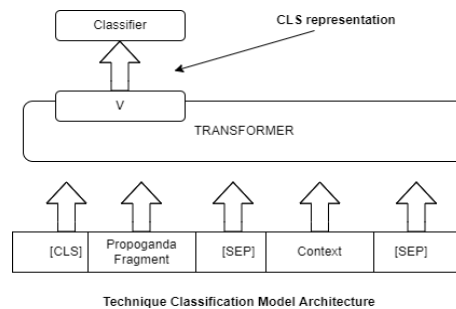 Classifier
CLS representation
V
TRANSFORMER
[CLS]
Propoganda
Fragment
[SEP]
Context
[SEP]
Technique Classification Model Architecture